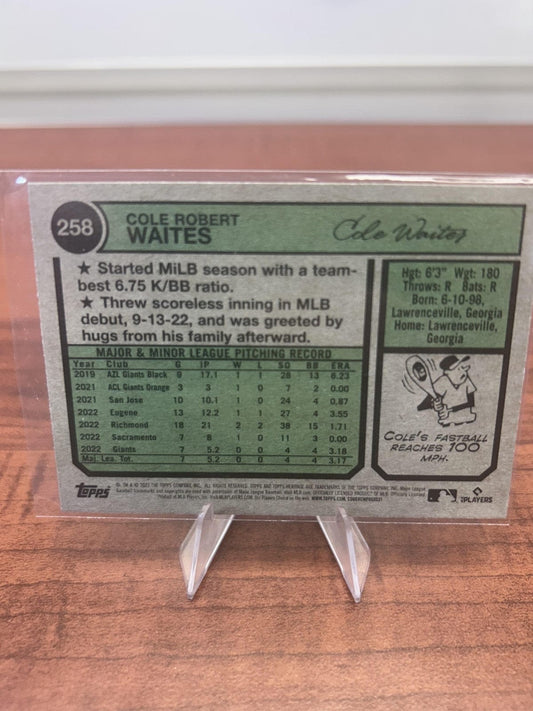 258
COLE ROBERT
WAITES
Cole Waites
★ Started MiLB season with a team-
best 6.75 K/BB ratio.
★ Threw scoreless inning in MLB
debut, 9-13-22, and was greeted by
hugs from his family afterward.
Hgt: 6'3" Wgt: 180
Throws: R Bats: R
Born: 6-10-98,
Lawrenceville, Georgia
Home: Lawrenceville,
Georgia
MAJOR & MINOR LEAGUE PITCHING RECORD
Year Club G IP W L SO BB ERA
2019 AZL Giants Black 9 17.1 1 1 28 13 6.23
2021 ACL Giants Orange 3 3 0 7 2 0.00
2021 San Jose 10 10.1 1 0 24 4 0.87
2022 Eugene 13 12.2 1 1 27 4 3.55
2022 Richmond 18 21 2 2 38 15 1.71
2022 Sacramento 7 8 1 0 11 3 0.00
2022 Giants 7 5.2 0 4 4 3.18
Maj. Lea. Tot. 7 5.2 0 4 4 3.17
COLE'S FASTBALL
REACHES 100
MPH.
Topps
PLAYERS